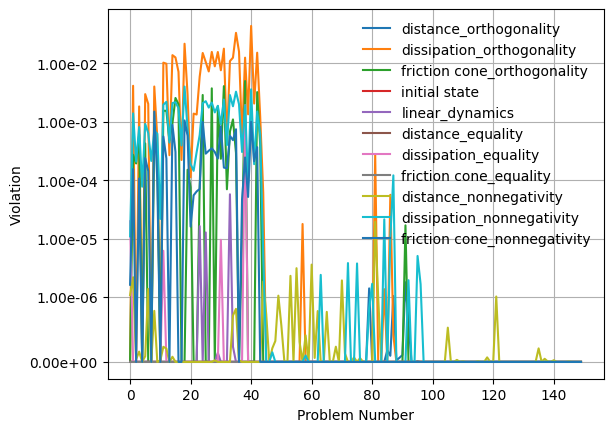 distance_orthogonality
dissipation_orthogonality
friction cone_orthogonality
initial state
linear_dynamics
distance_equality
dissipation_equality
friction cone_equality
distance_nonnegativity
dissipation_nonnegativity
friction cone_nonnegativity
1.00e-02
1.00e-03
1.00e-04
1.00e-05
1.00e-06
0.00e+00
Violation
0 20 40 60 80 100 120 140
Problem Number